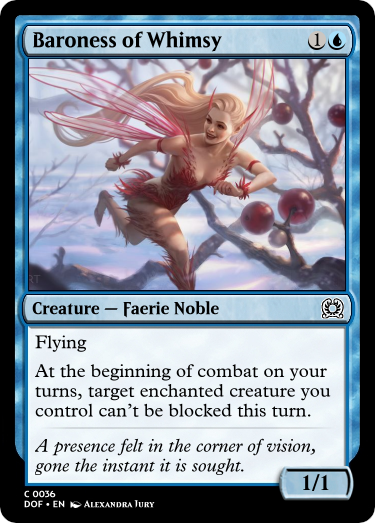 Baroness of Whimsy 1
Creature — Faerie Noble
Flying
At the beginning of combat on your
turns, target enchanted creature you
control can't be blocked this turn.
A presence felt in the corner of vision,
gone the instant it is sought.
1/1
C 0036
DOF • EN Alexandra Jury